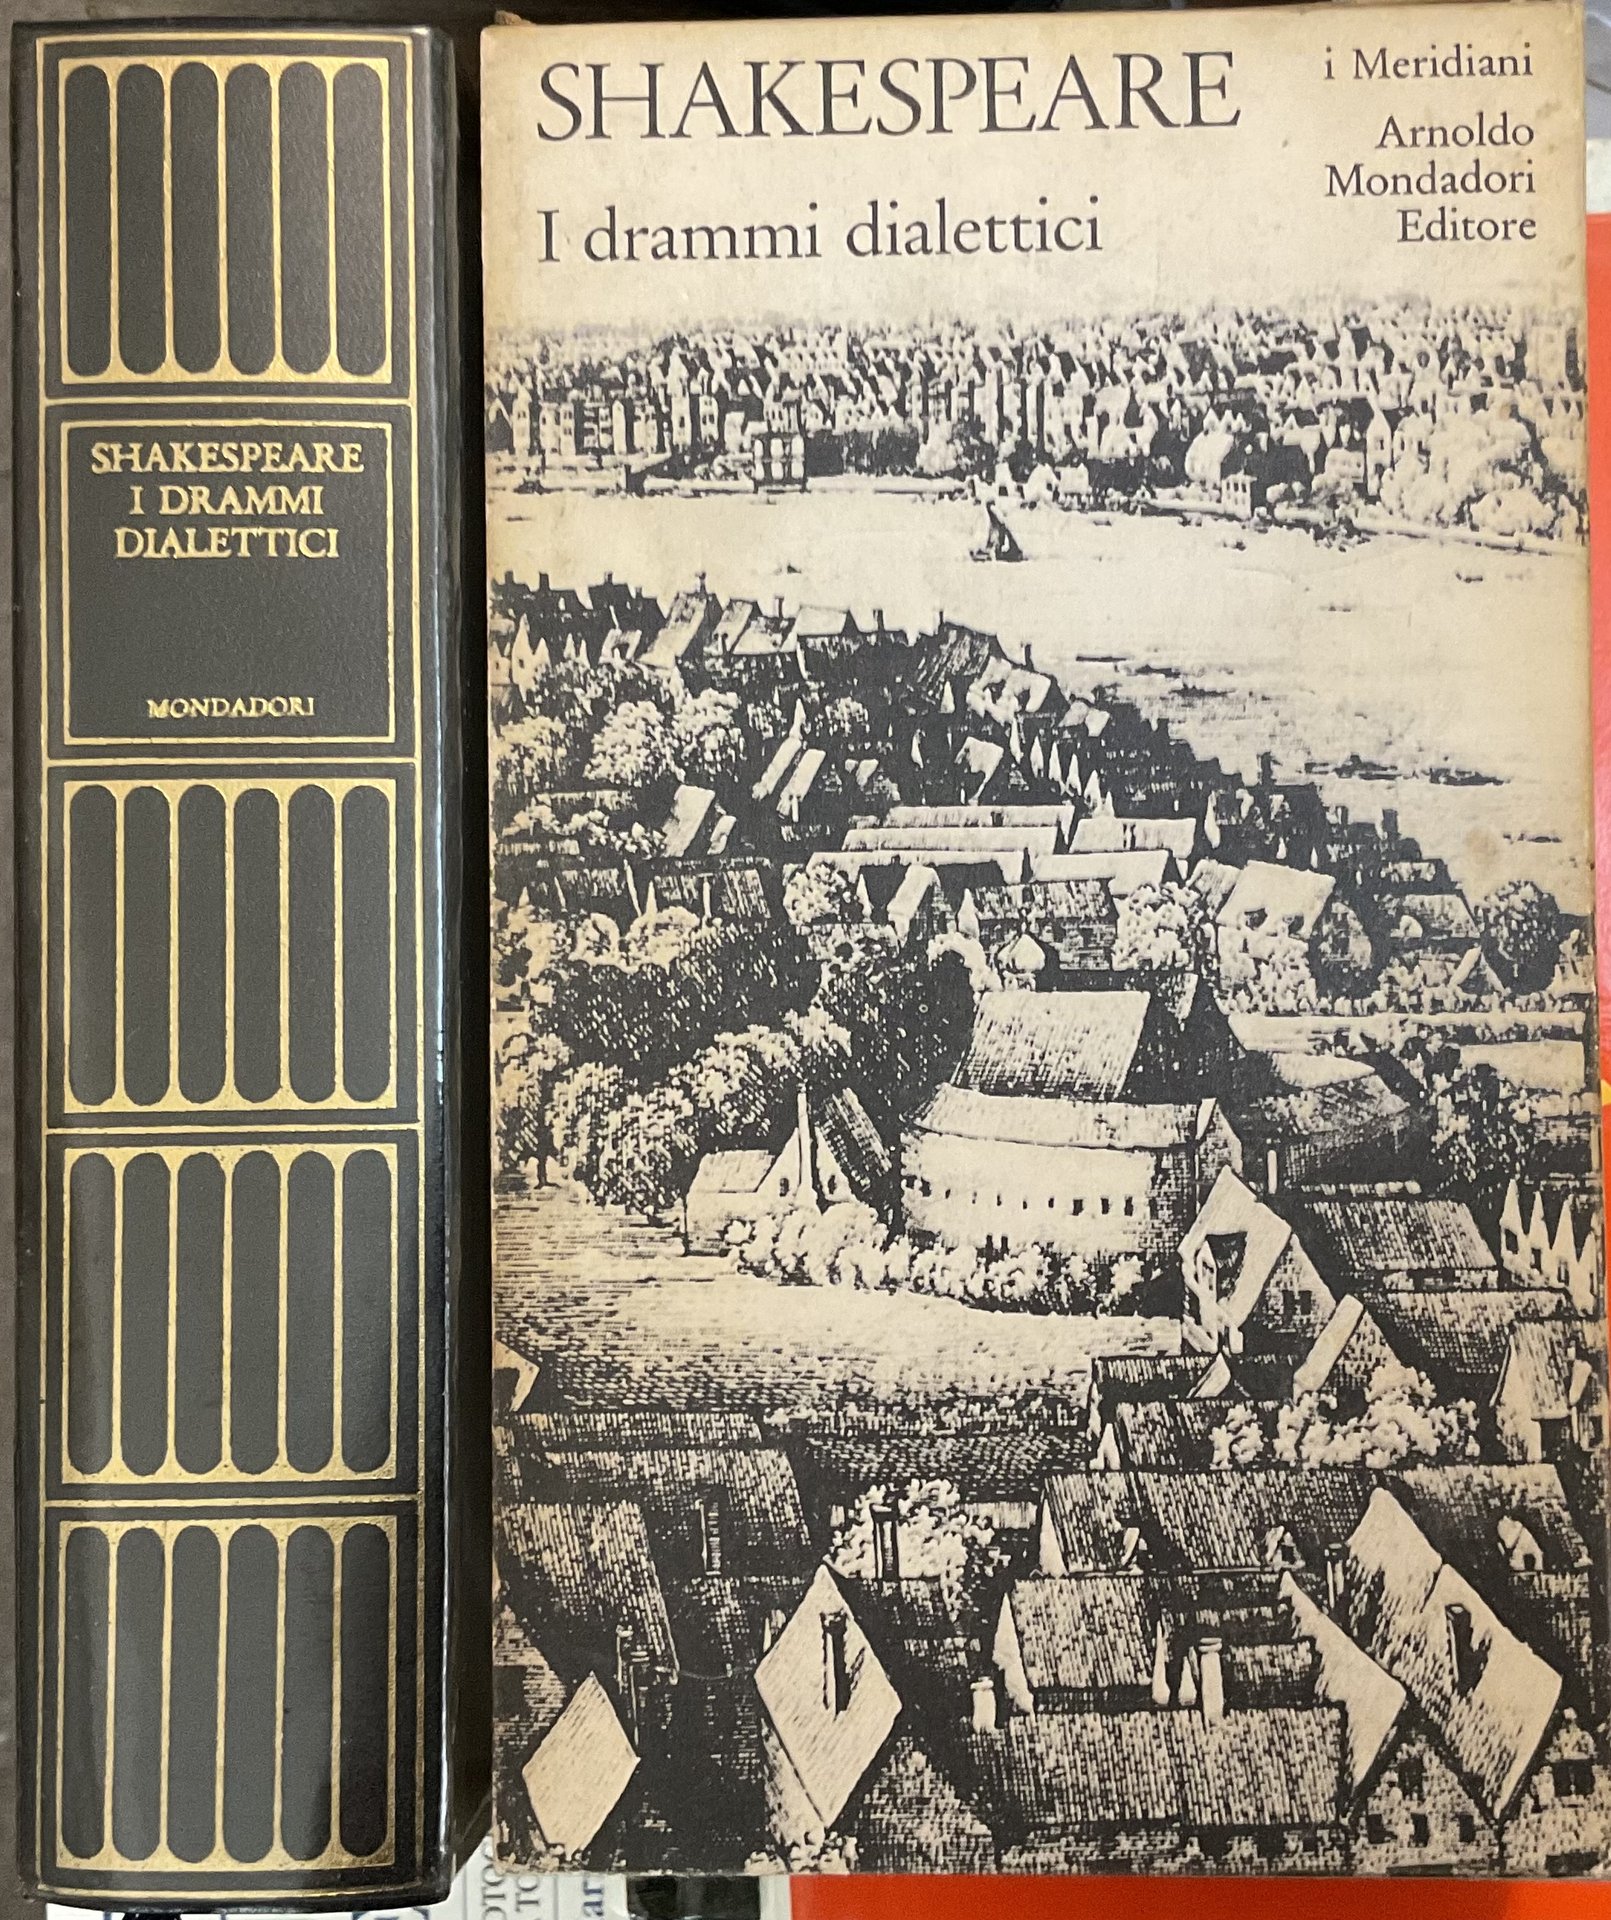 SHAKESPEARE
I DRAMMI
DIALETTICI
MONDADORI
SHAKESPEARE
I drammi dialettici
i Meridiani
Arnoldo
Mondadori
Editore